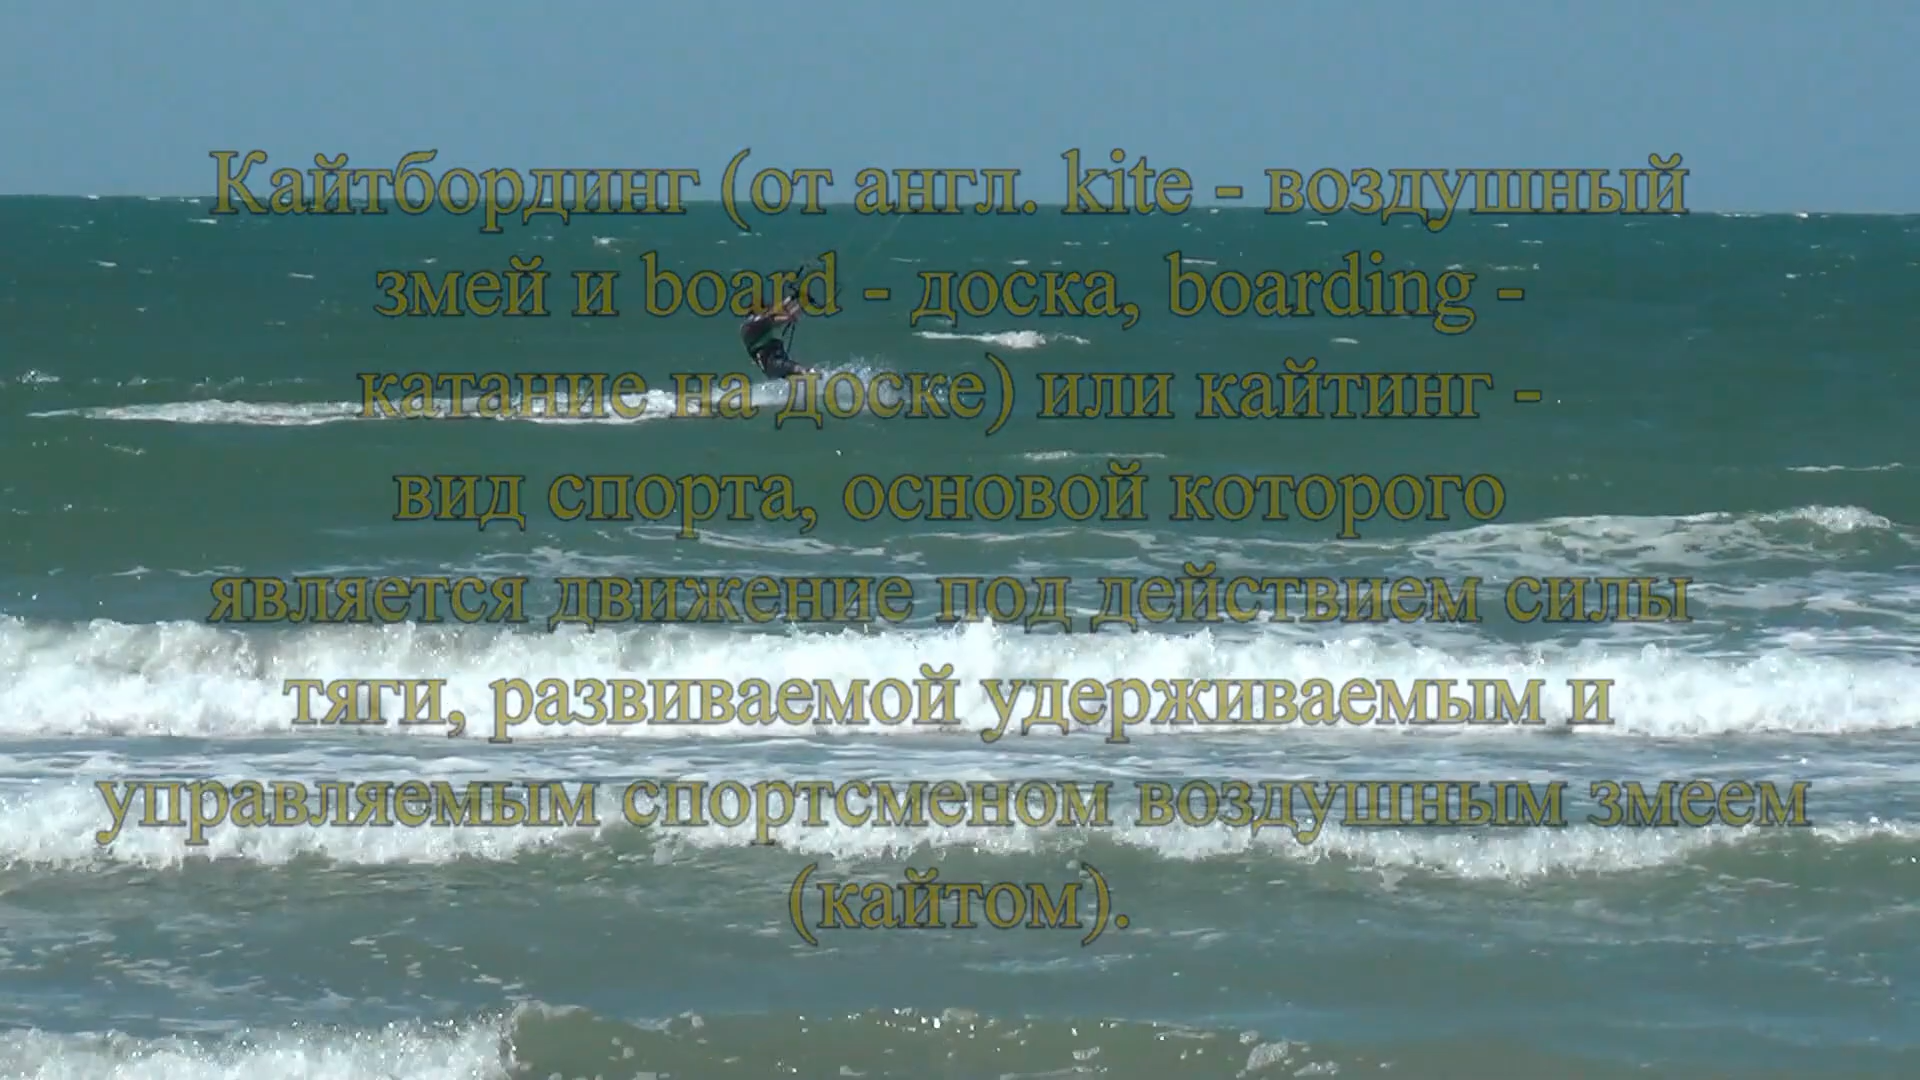 Кайтбординг (от англ. kite - воздушный
змей и board - доска, boarding -
катание на доске) или кайтинг -
вид спорта, основой которого
является движение под действием силы
тяги, развиваемой удерживаемым и
управляемым спортсменом воздушным змеем
(кайтом).